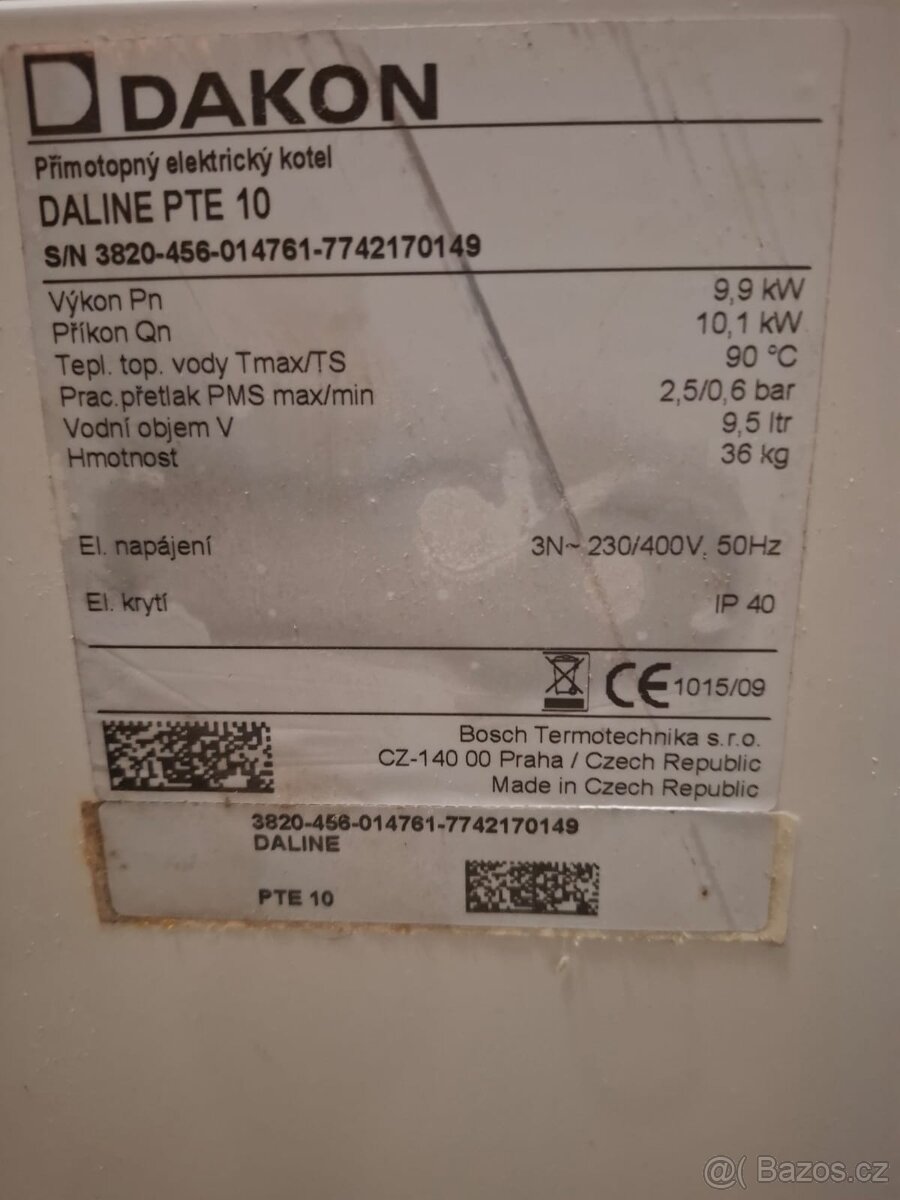 DAKON
Přímotopný elektrický kotel
DALINE PTE 10
S/N 3820-456-014761-7742170149
Výkon Pn 9,9 kW
Příkon Qn 10,1 kW
Tepl. top. vody Tmax/TS 90 °C
Prac.přetlak PMS max/min 2,5/0,6 bar
Vodní objem V 9,5 ltr
Hmotnost 36 kg
El. napájení 3N~ 230/400V, 50Hz
El. krytí IP 40
CE 1015/09
Bosch Termotechnika s.r.o.
CZ-140 00 Praha / Czech Republic
Made in Czech Republic
3820-456-014761-7742170149
DALINE
PTE 10
@( Bazos.cz